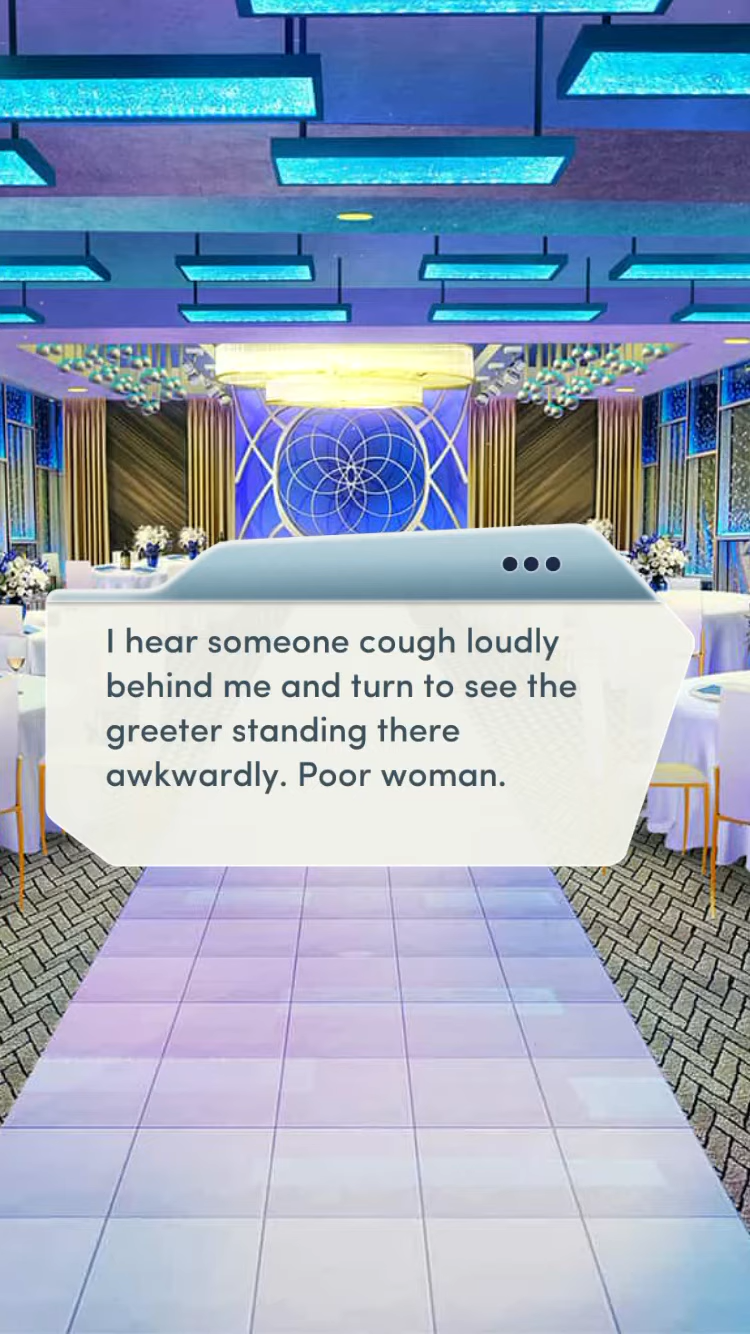 I hear someone cough loudly
behind me and turn to see the
greeter standing there
awkwardly. Poor woman.